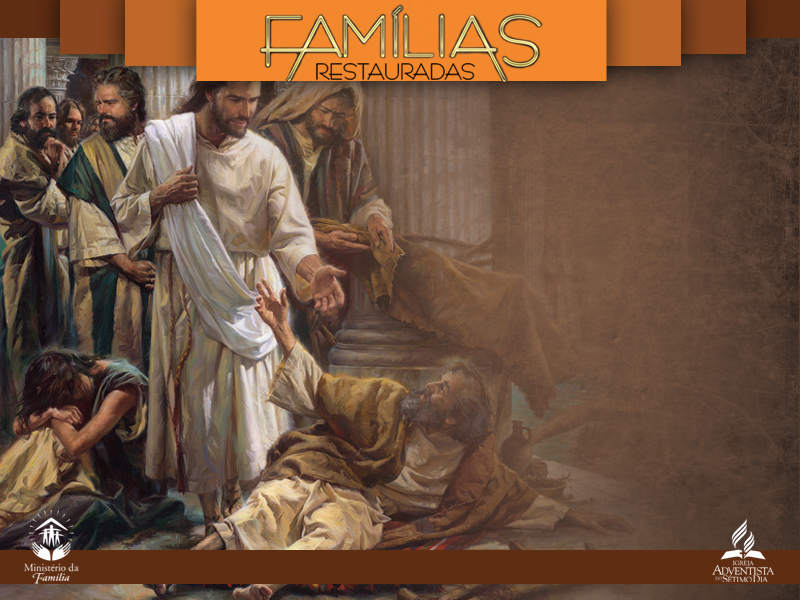 FAMÍLIAS
RESTAURADAS
Ministério da
Família
IGREJA
ADVENTISTA
DO SÉTIMO DIA